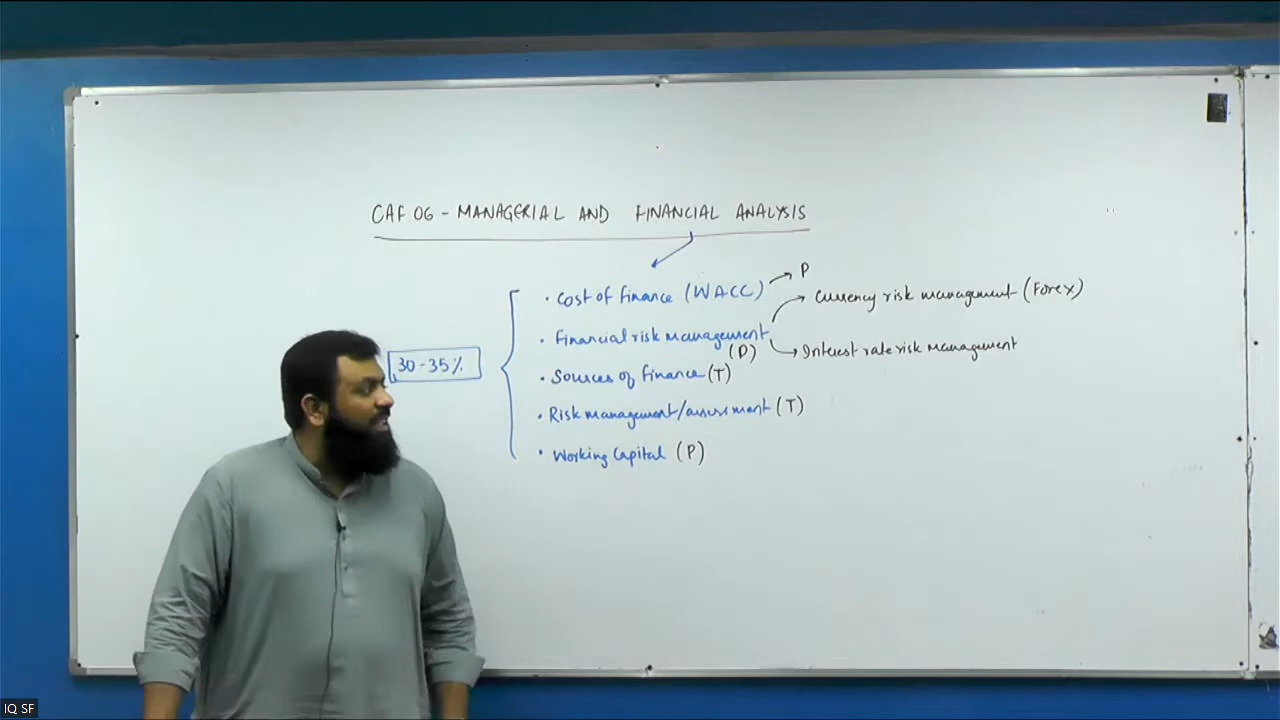 CAF 06 - MANAGERIAL AND FINANCIAL ANALYSIS
• Cost of finance (WACC) → P
• Financial risk management (P)
→ Currency risk management (Forex)
→ Interest rate risk management
30-35%
• Sources of finance (T)
• Risk management/assessment (T)
• Working Capital (P)
IQ SF